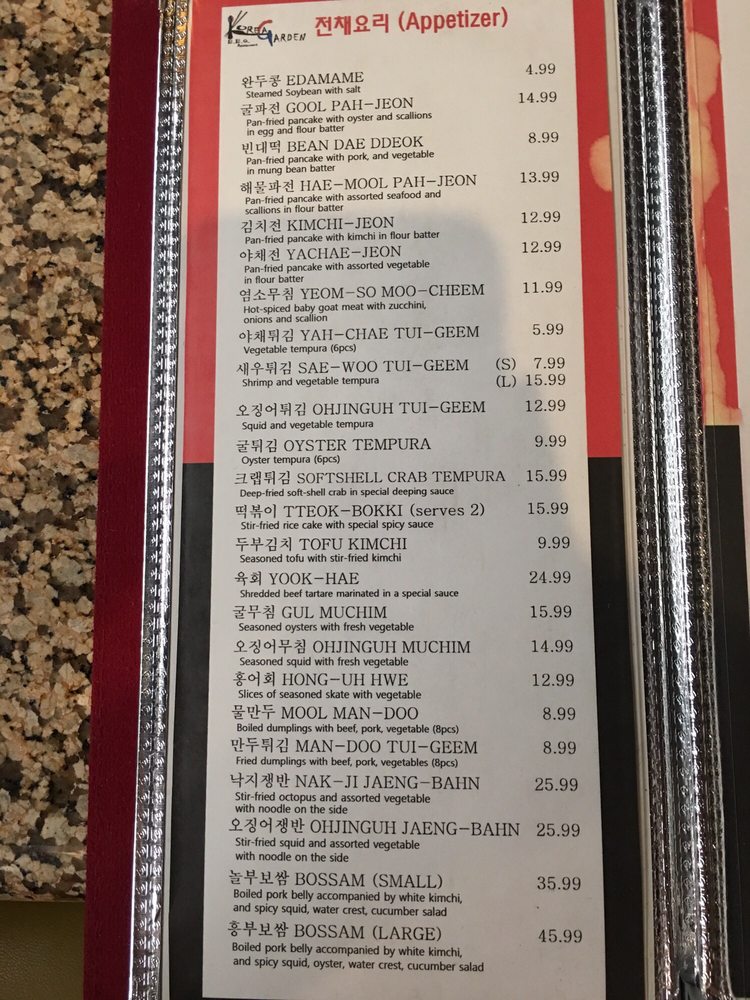 KOREA GARDEN
B.B.Q.
전채요리 (Appetizer)
완두콩 EDAMAME 4.99
Steamed Soybean with salt
굴파전 GOOL PAH-JEON 14.99
Pan-fried pancake with oyster and scallions
in egg and flour batter
빈대떡 BEAN DAE DDEOK 8.99
Pan-fried pancake with pork, and vegetable
in mung bean batter
해물파전 HAE-MOOL PAH-JEON 13.99
Pan-fried pancake with assorted seafood and
scallions in flour batter
김치전 KIMCHI-JEON 12.99
Pan-fried pancake with kimchi in flour batter
야채전 YACHAE-JEON 12.99
Pan-fried pancake with assorted vegetable
in flour batter
염소무침 YEOM-SO MOO-CHEEM 11.99
Hot-spiced baby goat meat with zucchini,
onions and scallion
야채튀김 YAH-CHAE TUI-GEEM 5.99
Vegetable tempura (6pcs)
새우튀김 SAE-WOO TUI-GEEM (S) 7.99
Shrimp and vegetable tempura (L) 15.99
오징어튀김 OHJINGUH TUI-GEEM 12.99
Squid and vegetable tempura
굴튀김 OYSTER TEMPURA 9.99
Oyster tempura (6pcs)
크랩튀김 SOFTSHELL CRAB TEMPURA 15.99
Deep-fried soft-shell crab in special deeping sauce
떡볶이 TTEOK-BOKKI (serves 2) 15.99
Stir-fried rice cake with special spicy sauce
두부김치 TOFU KIMCHI 9.99
Seasoned tofu with stir-fried kimchi
육회 YOOK-HAE 24.99
Shredded beef tartare marinated in a special sauce
굴무침 GUL MUCHIM 15.99
Seasoned oysters with fresh vegetable
오징어무침 OHJINGUH MUCHIM 14.99
Seasoned squid with fresh vegetable
홍어회 HONG-UH HWE 12.99
Slices of seasoned skate with vegetable
물만두 MOOL MAN-DOO 8.99
Boiled dumplings with beef, pork, vegetable (8pcs)
만두튀김 MAN-DOO TUI-GEEM 8.99
Fried dumplings with beef, pork, vegetables (8pcs)
낙지쟁반 NAK-JI JAENG-BAHN 25.99
Stir-fried octopus and assorted vegetable
with noodle on the side
오징어쟁반 OHJINGUH JAENG-BAHN 25.99
Stir-fried squid and assorted vegetable
with noodle on the side
놀부보쌈 BOSSAM (SMALL) 35.99
Boiled pork belly accompanied by white kimchi,
and spicy squid, water crest, cucumber salad
흥부보쌈 BOSSAM (LARGE) 45.99
Boiled pork belly accompanied by white kimchi,
and spicy squid, oyster, water crest, cucumber salad